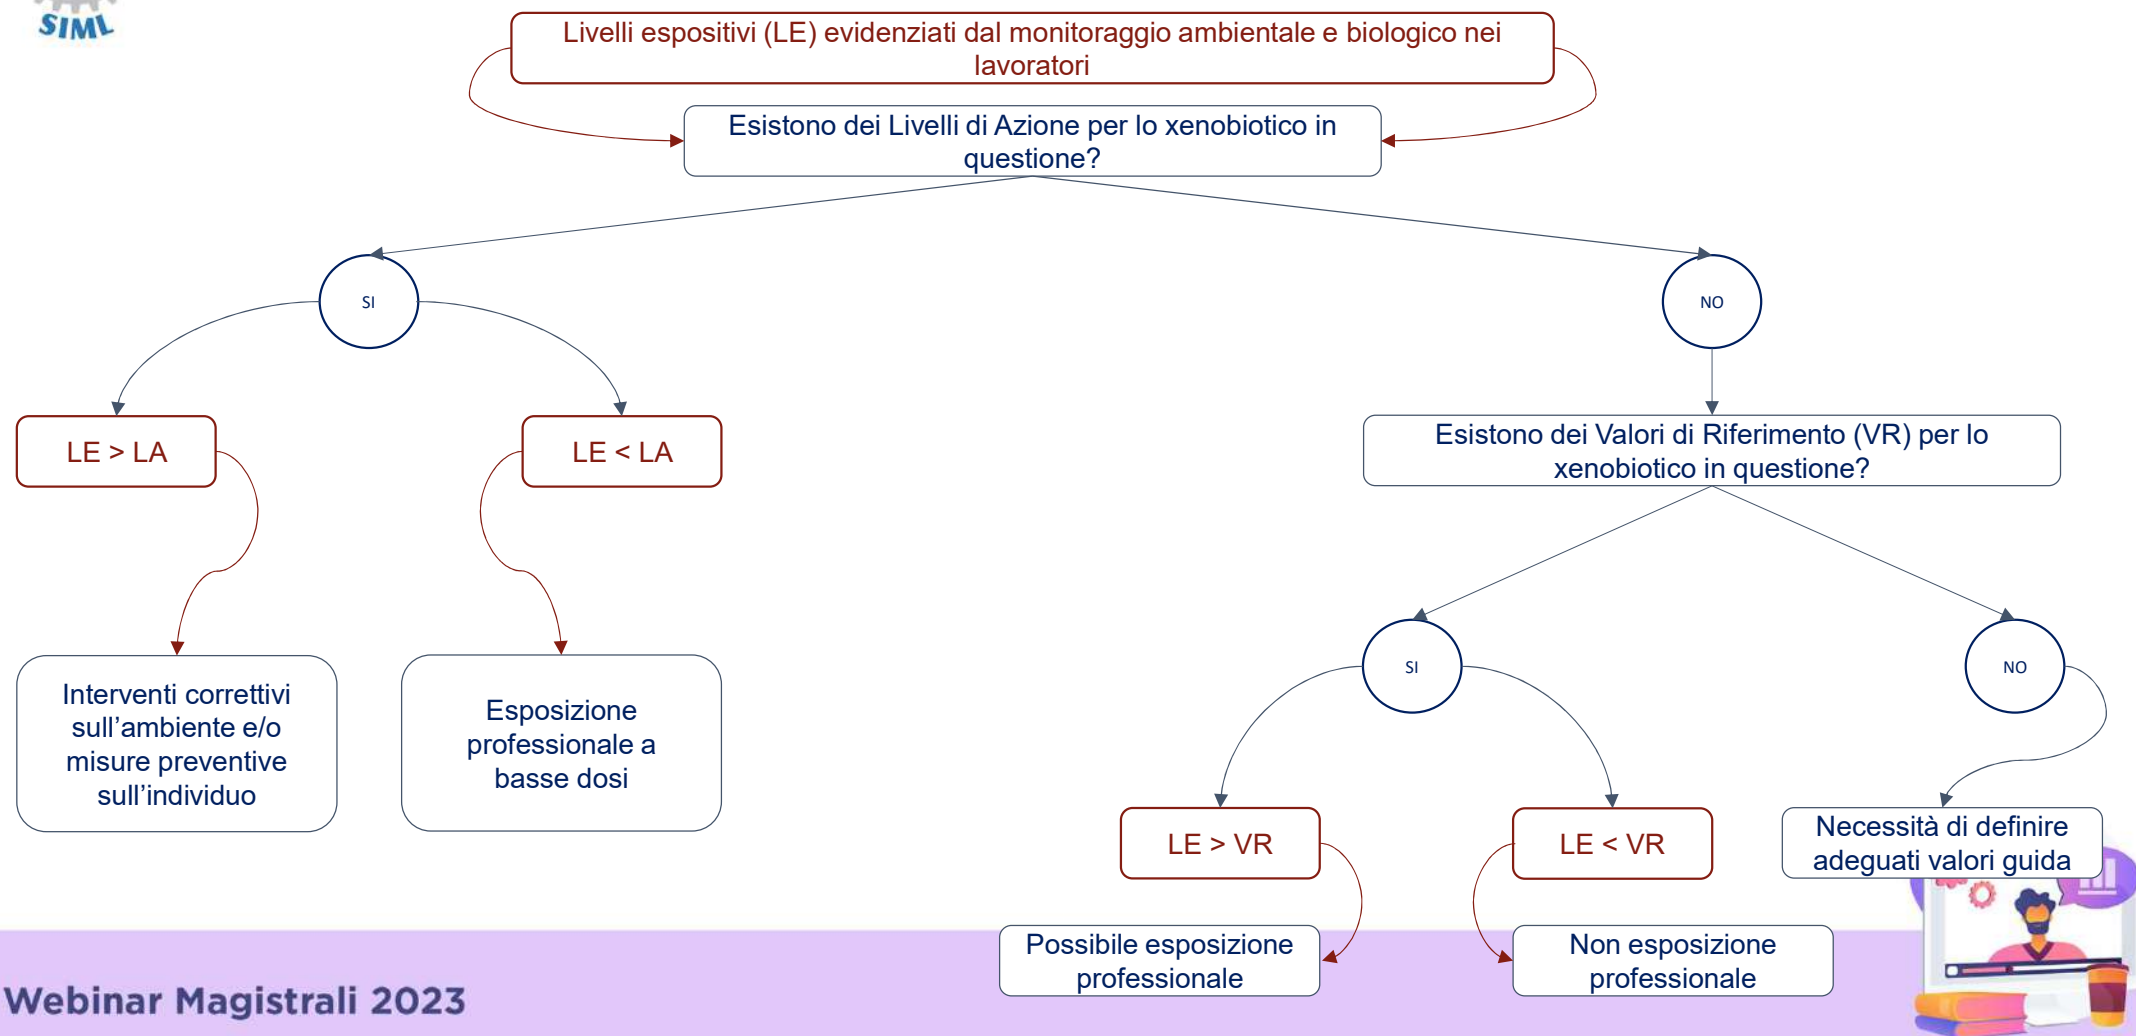 SIML
Livelli espositivi (LE) evidenziati dal monitoraggio ambientale e biologico nei
lavoratori
Esistono dei Livelli di Azione per lo xenobiotico in
questione?
SI
NO
LE > LA
LE < LA
Esistono dei Valori di Riferimento (VR) per lo
xenobiotico in questione?
Interventi correttivi
sull’ambiente e/o
misure preventive
sull’individuo
Esposizione
professionale a
basse dosi
SI
NO
LE > VR
LE < VR
Necessità di definire
adeguati valori guida
Possibile esposizione
professionale
Non esposizione
professionale
Webinar Magistrali 2023